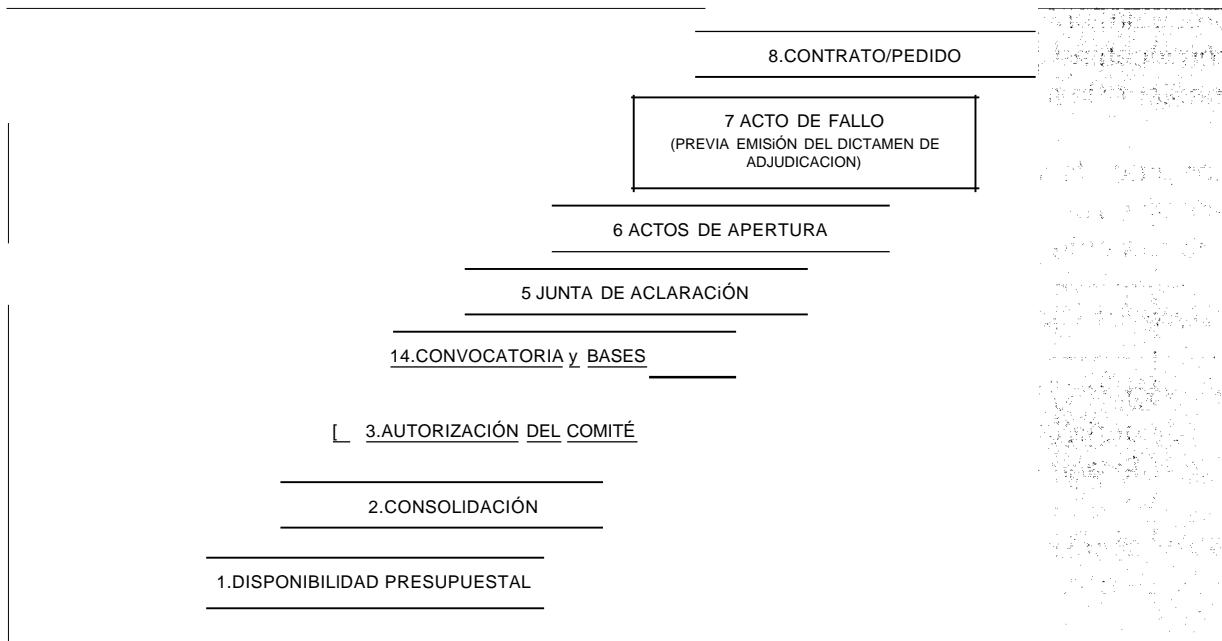 8.CONTRATO/PEDIDO
7 ACTO DE FALLO
(PREVIA EMISiÓN DEL DICTAMEN DE
ADJUDICACION)
6 ACTOS DE APERTURA
5 JUNTA DE ACLARACiÓN
14.CONVOCATORIA y BASES
[ 3.AUTORIZACIÓN DEL COMITÉ
2.CONSOLIDACIÓN
1.DISPONIBILIDAD PRESUPUESTAL